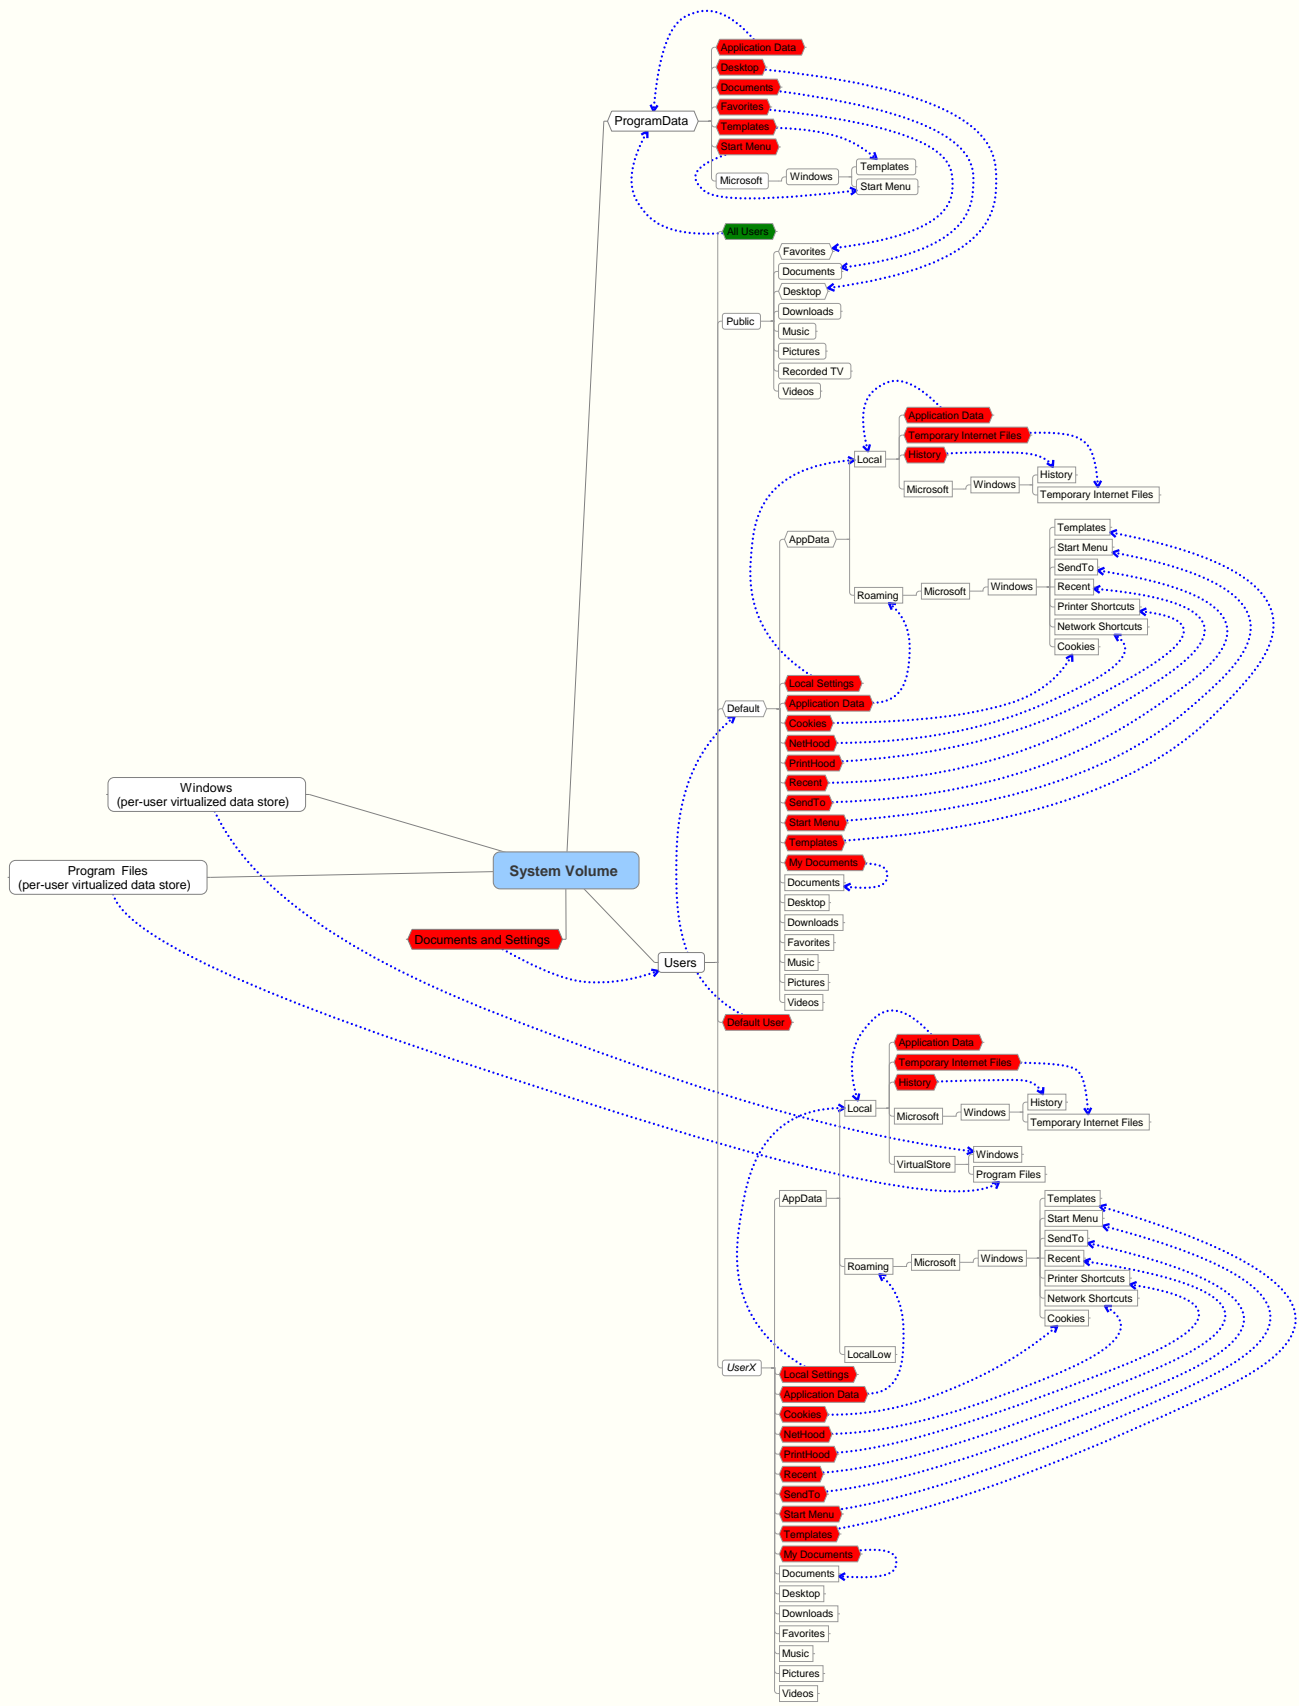 Application Data
Desktop
Documents
Favorites
ProgramData
Templates
Start Menu
Templates
Microsoft
Windows
Start Menu
All Users
Favorites
Documents
Desktop
Downloads
Public
Music
Pictures
Recorded TV
Videos
Application Data
Temporary Internet Files
Local
History
History
Microsoft
Windows
Temporary Internet Files
Templates
AppData
Start Menu
SendTo
Recent
Roaming
Microsoft
Windows
Printer Shortcuts
Network Shortcuts
Cookies
Local Settings
Application Data
Default
Cookies
NetHood
PrintHood
Recent
SendTo
Start Menu
Templates
My Documents
Documents
Desktop
Downloads
Favorites
Music
Pictures
Videos
Windows
(per-user virtualized data store)
Program Files
(per-user virtualized data store)
System Volume
Documents and Settings
Users
Default User
Application Data
Temporary Internet Files
History
Local
History
Microsoft
Windows
Temporary Internet Files
Windows
VirtualStore
Program Files
AppData
Templates
Start Menu
SendTo
Recent
Roaming
Microsoft
Windows
Printer Shortcuts
Network Shortcuts
Cookies
LocalLow
UserX
Local Settings
Application Data
Cookies
NetHood
PrintHood
Recent
SendTo
Start Menu
Templates
My Documents
Documents
Desktop
Downloads
Favorites
Music
Pictures
Videos